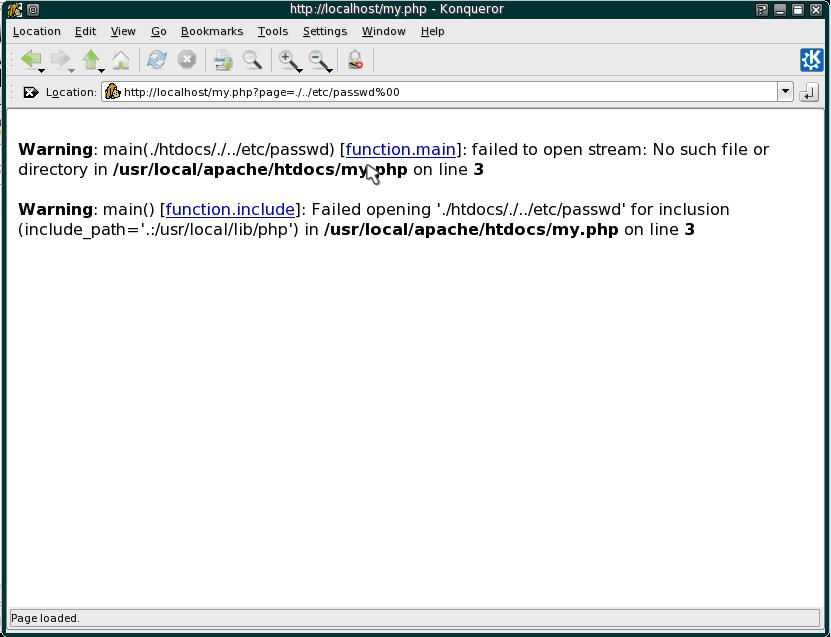 http://localhost/my.php - Konqueror
Location Edit View Go Bookmarks Tools Settings Window Help
Location: http://localhost/my.php?page=./../etc/passwd%00
Warning: main(./htdocs/./../etc/passwd) [function.main]: failed to open stream: No such file or
directory in /usr/local/apache/htdocs/my.php on line 3
Warning: main() [function.include]: Failed opening './htdocs/./../etc/passwd' for inclusion
(include_path='.:/usr/local/lib/php') in /usr/local/apache/htdocs/my.php on line 3
Page loaded.